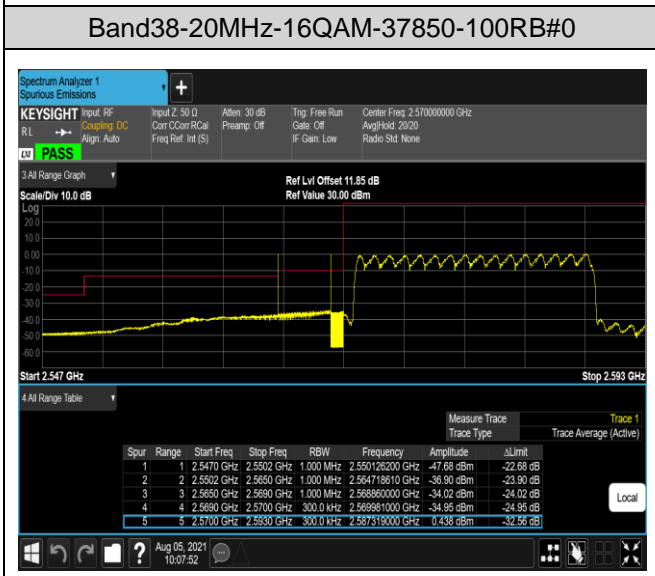 Band38-20MHz-16QAM-37850-100RB#0
Spectrum Analyzer 1
Spurious Emissions
+
KEYSIGHT Input: RF Input Z: 50 Ω Atten: 30 dB Trig: Free Run Center Freq: 2.570000000 GHz
RL Coupling: DC Corr CCorr RCal Preamp: Off Gate: Off Avg|Hold: 20/20
Align: Auto Freq Ref: Int (S) IF Gain: Low Radio Std: None
LXI PASS
3 All Range Graph
Ref Lvl Offset 11.85 dB
Scale/Div 10.0 dB Ref Value 30.00 dBm
Log
20.0
10.0
0.00
-10.0
-20.0
-30.0
-40.0
-50.0
-60.0
Start 2.547 GHz Stop 2.593 GHz
4 All Range Table
Measure Trace Trace 1
Trace Type Trace Average (Active)
Spur Range Start Freq Stop Freq RBW Frequency Amplitude ΔLimit
1 1 2.5470 GHz 2.5502 GHz 1.000 MHz 2.550126200 GHz -47.68 dBm -22.68 dB
2 2 2.5502 GHz 2.5650 GHz 1.000 MHz 2.564718610 GHz -36.90 dBm -23.90 dB
3 3 2.5650 GHz 2.5690 GHz 1.000 MHz 2.568860000 GHz -34.02 dBm -24.02 dB
4 4 2.5690 GHz 2.5700 GHz 300.0 kHz 2.569981000 GHz -34.95 dBm -24.95 dB
5 5 2.5700 GHz 2.5930 GHz 300.0 kHz 2.587319000 GHz 0.438 dBm -32.56 dB
Local
? Aug 05, 2021
10:07:52